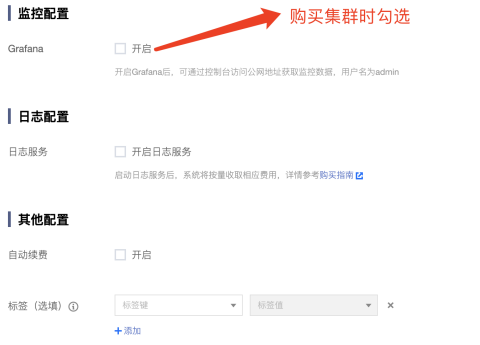 监控配置
购买集群时勾选
Grafana
开启
开启Grafana后，可通过控制台访问公网地址获取监控数据，用户名为admin
日志配置
日志服务
开启日志服务
启动日志服务后，系统将按量收取相应费用，详情参考购买指南
其他配置
自动续费
开启
标签（选填）
标签键
标签值
添加